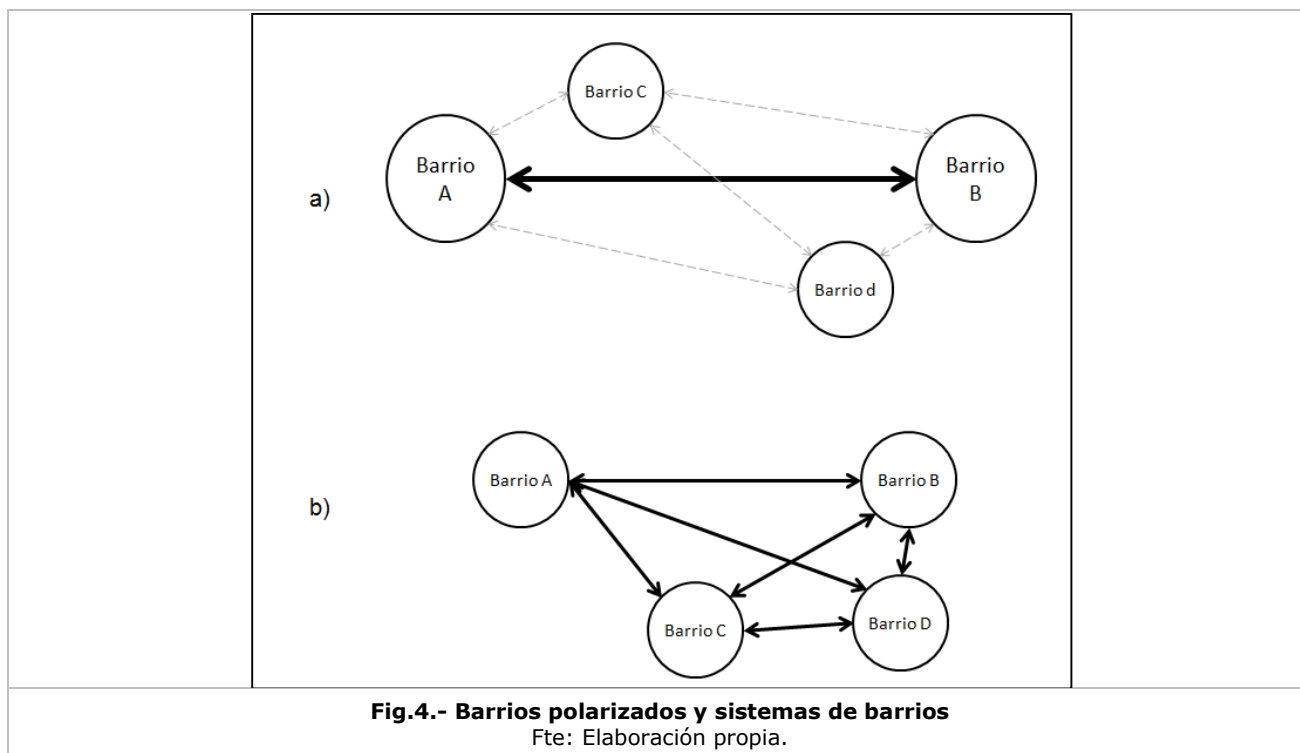 Barrio C
Barrio
A
Barrio
B
a)
Barrio d
Barrio A
Barrio B
b)
Barrio C
Barrio D
Fig.4.- Barrios polarizados y sistemas de barrios
Fte: Elaboración propia.